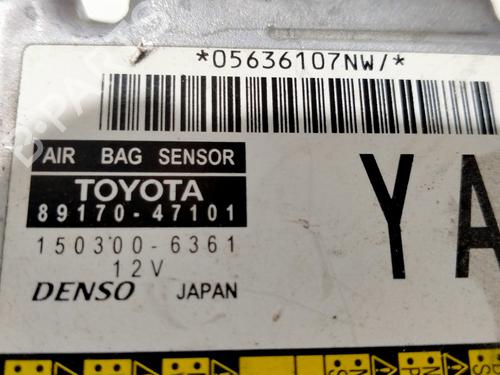 *05636107NW/*
AIR BAG SENSOR
TOYOTA
89170-47101
150300-6361
12V
DENSO JAPAN
YA